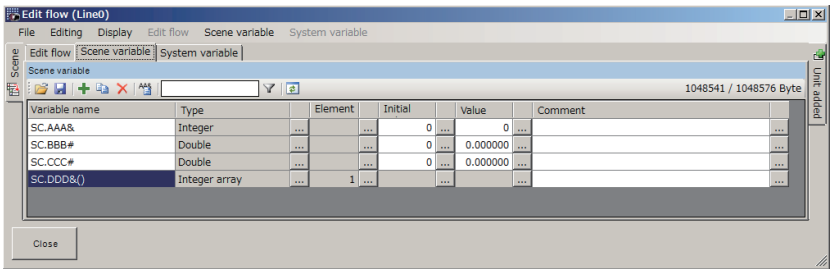 Edit flow (Line0)
File Editing Display Edit flow Scene variable System variable
Scene
Edit flow Scene variable System variable
Scene variable
1048541 / 1048576 Byte
Unit added
Variable name Type Element Initial Value Comment
SC.AAA& Integer ... ... 0 ... 0 ... ...
SC.BBB# Double ... ... 0 ... 0.000000 ... ...
SC.CCC# Double ... ... 0 ... 0.000000 ... ...
SC.DDD&() Integer array ... 1 ... ... ... ...
Close